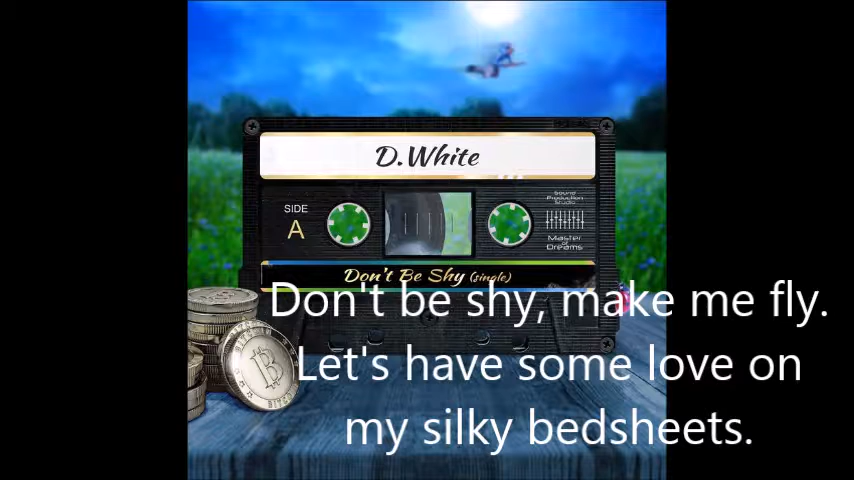 D.White
SIDE
A
Sound
Production
Studio
Master
of
Dreams
Don't Be Shy (single)
Don't be shy, make me fly.
Let's have some love on
my silky bedsheets.
BITCOIN